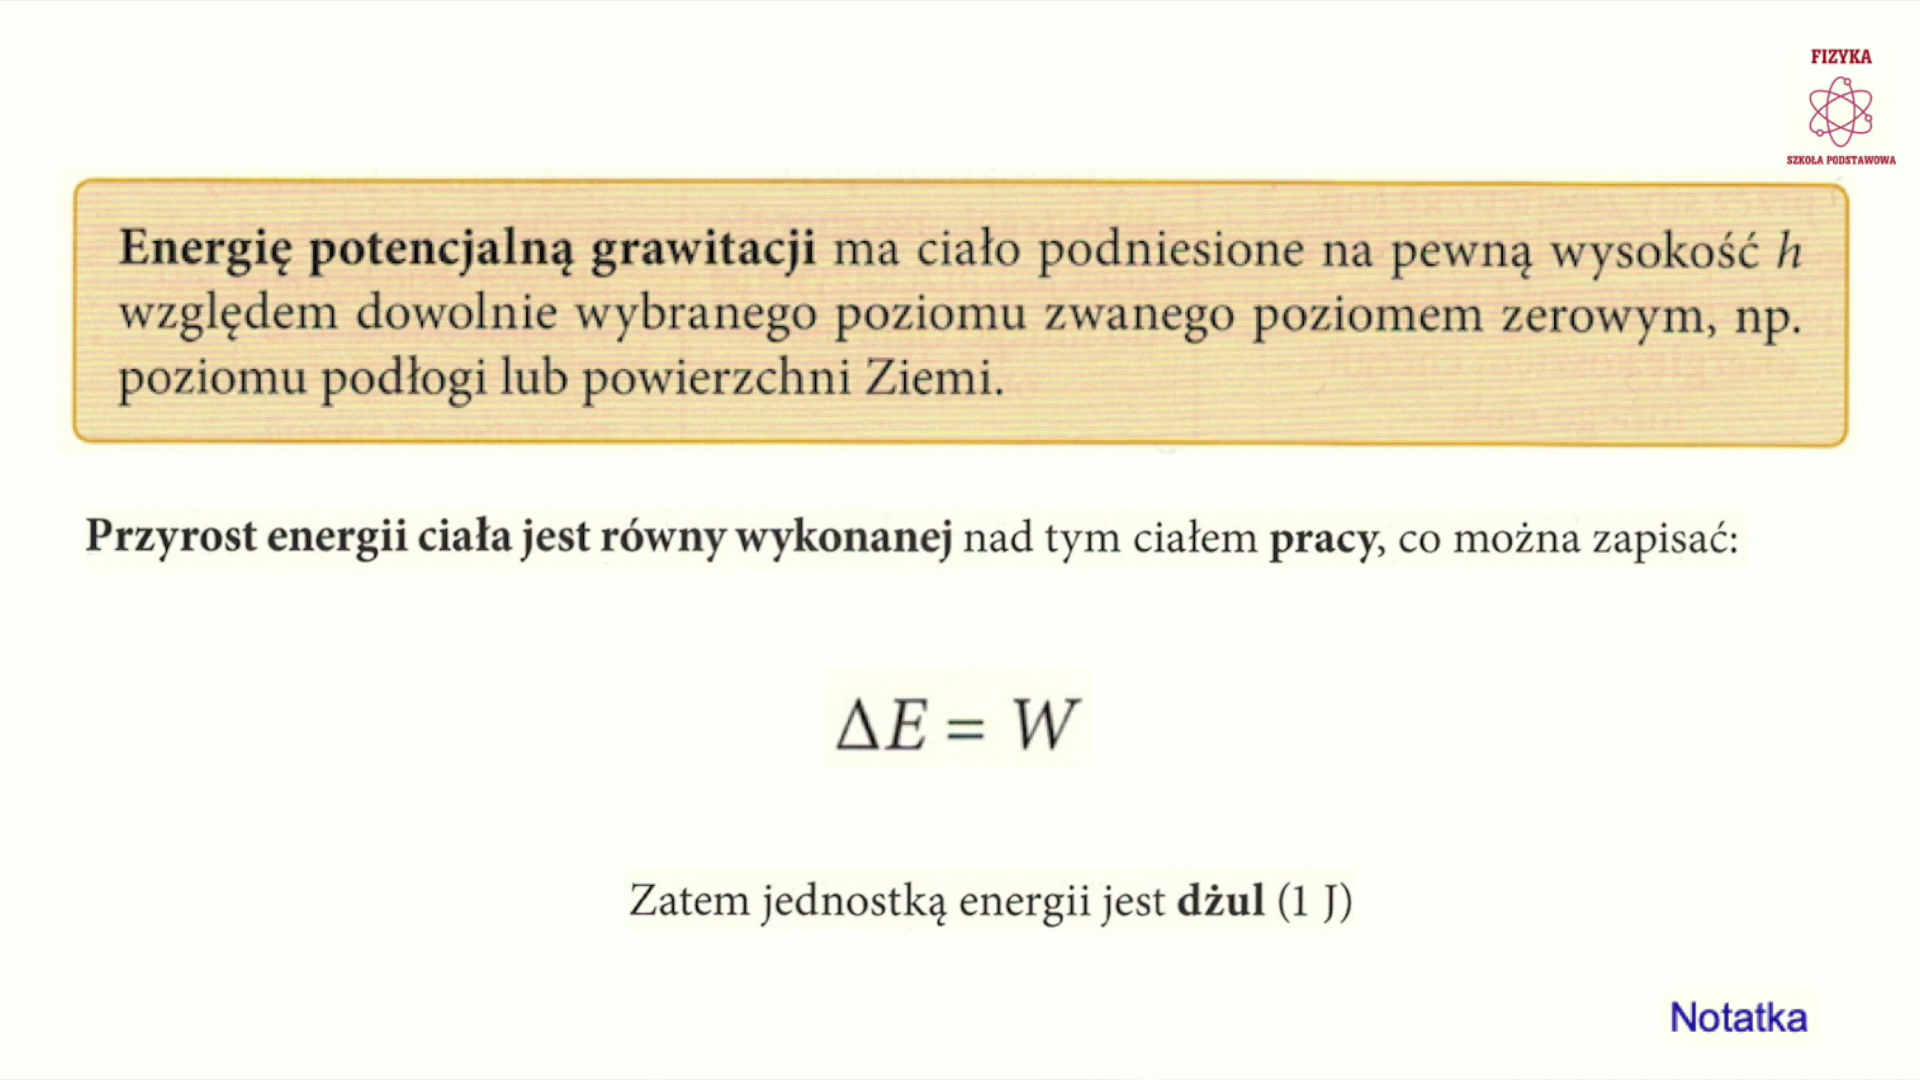 FIZYKA
SZKOŁA PODSTAWOWA
Energię potencjalną grawitacji ma ciało podniesione na pewną wysokość h
względem dowolnie wybranego poziomu zwanego poziomem zerowym, np.
poziomu podłogi lub powierzchni Ziemi.
Przyrost energii ciała jest równy wykonanej nad tym ciałem pracy, co można zapisać:
ΔE = W
Zatem jednostką energii jest dżul (1 J)
Notatka